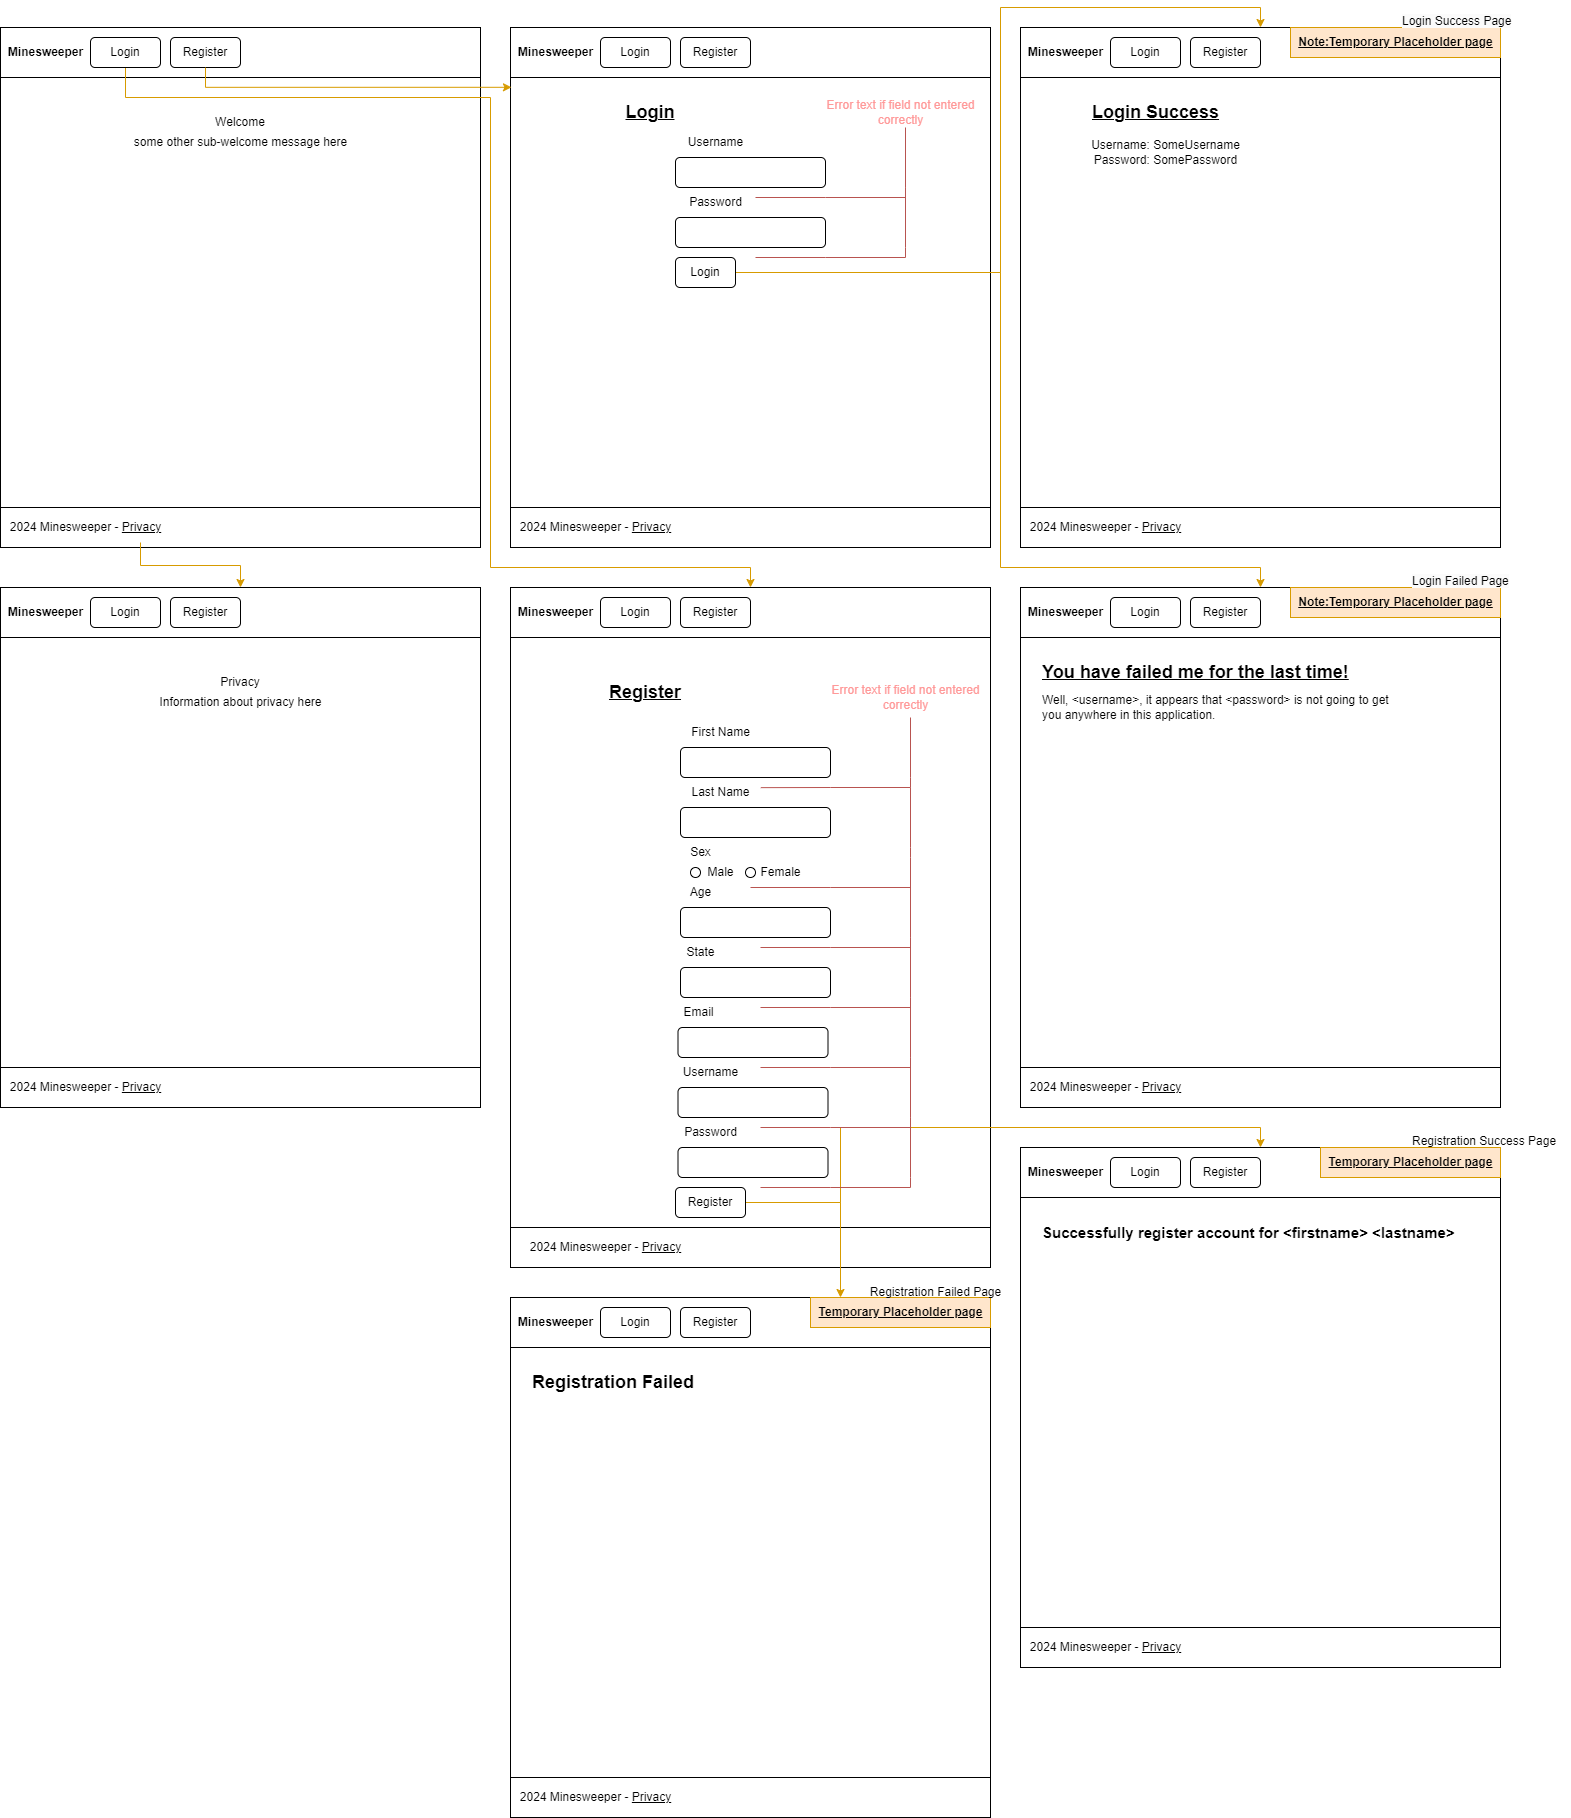 Minesweeper
Login
Register
Welcome
some other sub-welcome message here
2024 Minesweeper - Privacy
Minesweeper
Login
Register
Login
Error text if field not entered
correctly
Username
Password
Login
2024 Minesweeper - Privacy
Login Success Page
Minesweeper
Login
Register
Note:Temporary Placeholder page
Login Success
Username: SomeUsername
Password: SomePassword
2024 Minesweeper - Privacy
Minesweeper
Login
Register
Privacy
Information about privacy here
2024 Minesweeper - Privacy
Minesweeper
Login
Register
Register
Error text if field not entered
correctly
First Name
Last Name
Sex
Male
Female
Age
State
Email
Username
Password
Register
2024 Minesweeper - Privacy
Login Failed Page
Minesweeper
Login
Register
Note:Temporary Placeholder page
You have failed me for the last time!
Well, <username>, it appears that <password> is not going to get
you anywhere in this application.
2024 Minesweeper - Privacy
Registration Success Page
Minesweeper
Login
Register
Temporary Placeholder page
Successfully register account for <firstname> <lastname>
2024 Minesweeper - Privacy
Registration Failed Page
Minesweeper
Login
Register
Temporary Placeholder page
Registration Failed
2024 Minesweeper - Privacy